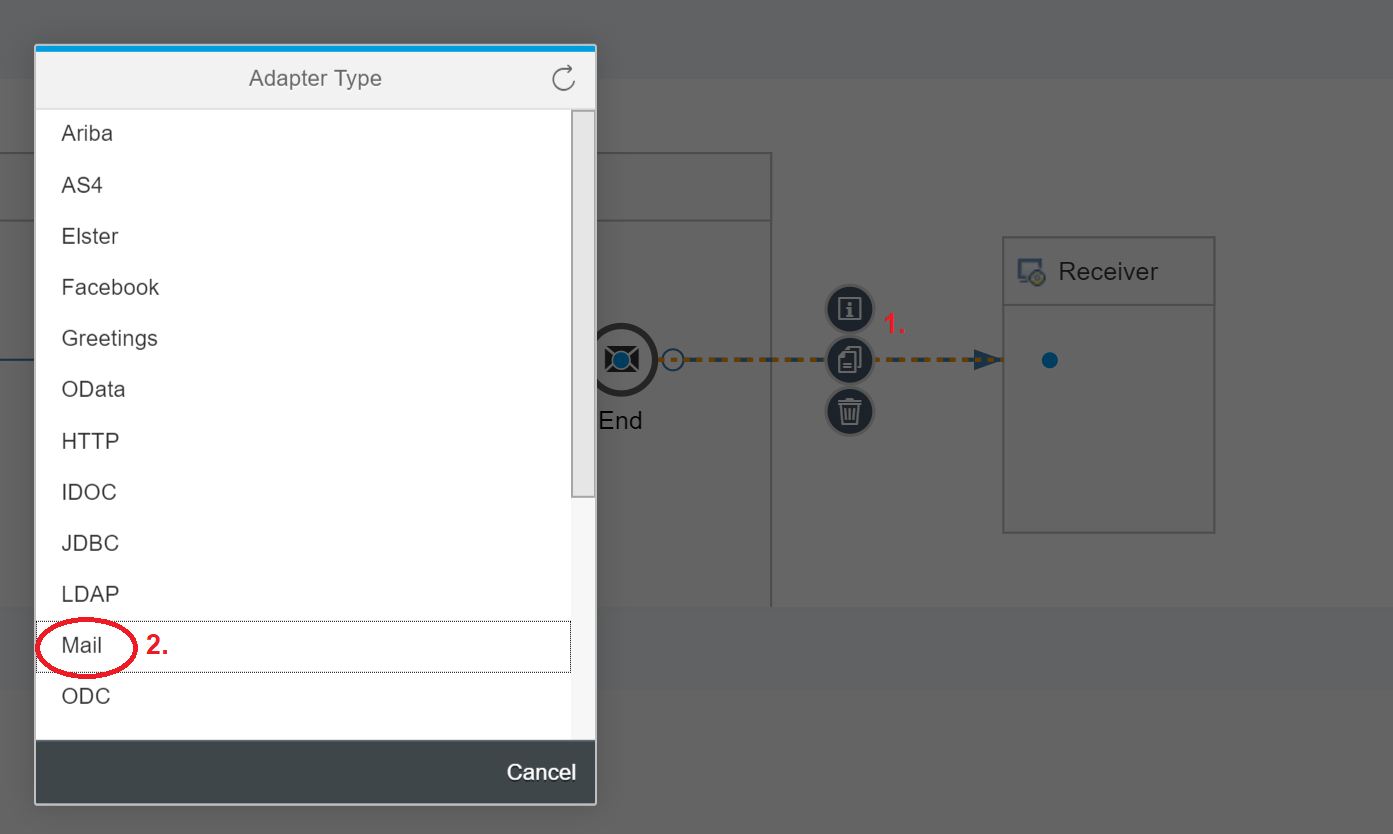 Adapter Type
Ariba
AS4
Elster
Facebook
Greetings
OData
HTTP
IDOC
JDBC
LDAP
Mail 2.
ODC
Cancel
End
1.
Receiver